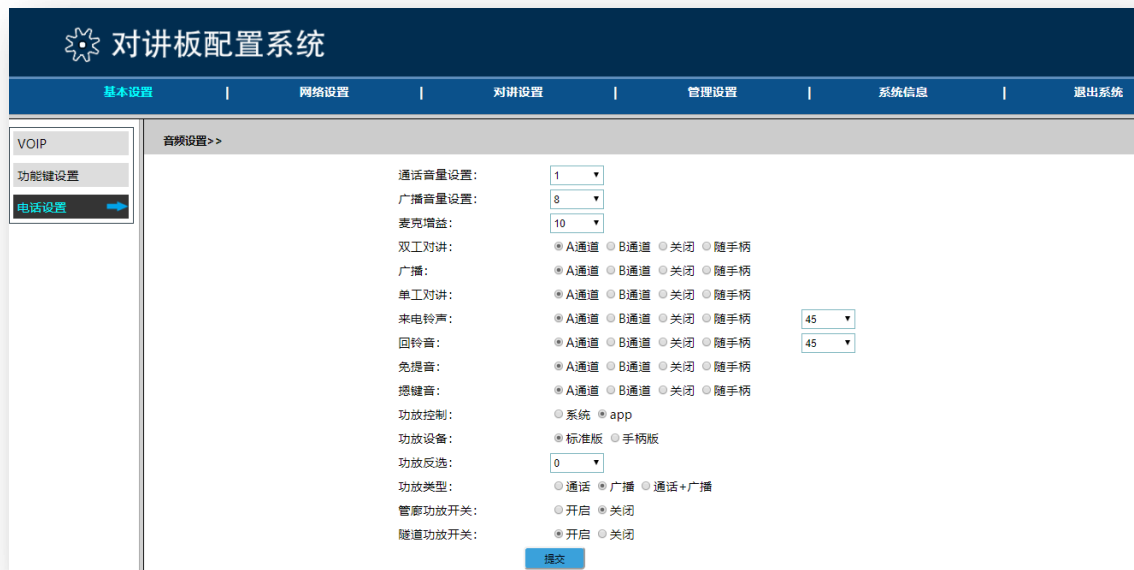 对讲板配置系统
基本设置 | 网络设置 | 对讲设置 | 管理设置 | 系统信息 | 退出系统
VOIP
功能键设置
电话设置
音频设置>>
通话音量设置: 1
广播音量设置: 8
麦克增益: 10
双工对讲: A通道 B通道 关闭 随手柄
广播: A通道 B通道 关闭 随手柄
单工对讲: A通道 B通道 关闭 随手柄
来电铃声: A通道 B通道 关闭 随手柄 45
回铃音: A通道 B通道 关闭 随手柄 45
免提音: A通道 B通道 关闭 随手柄
摁键音: A通道 B通道 关闭 随手柄
功放控制: 系统 app
功放设备: 标准版 手柄版
功放反选: 0
功放类型: 通话 广播 通话+广播
管廊功放开关: 开启 关闭
隧道功放开关: 开启 关闭
提交